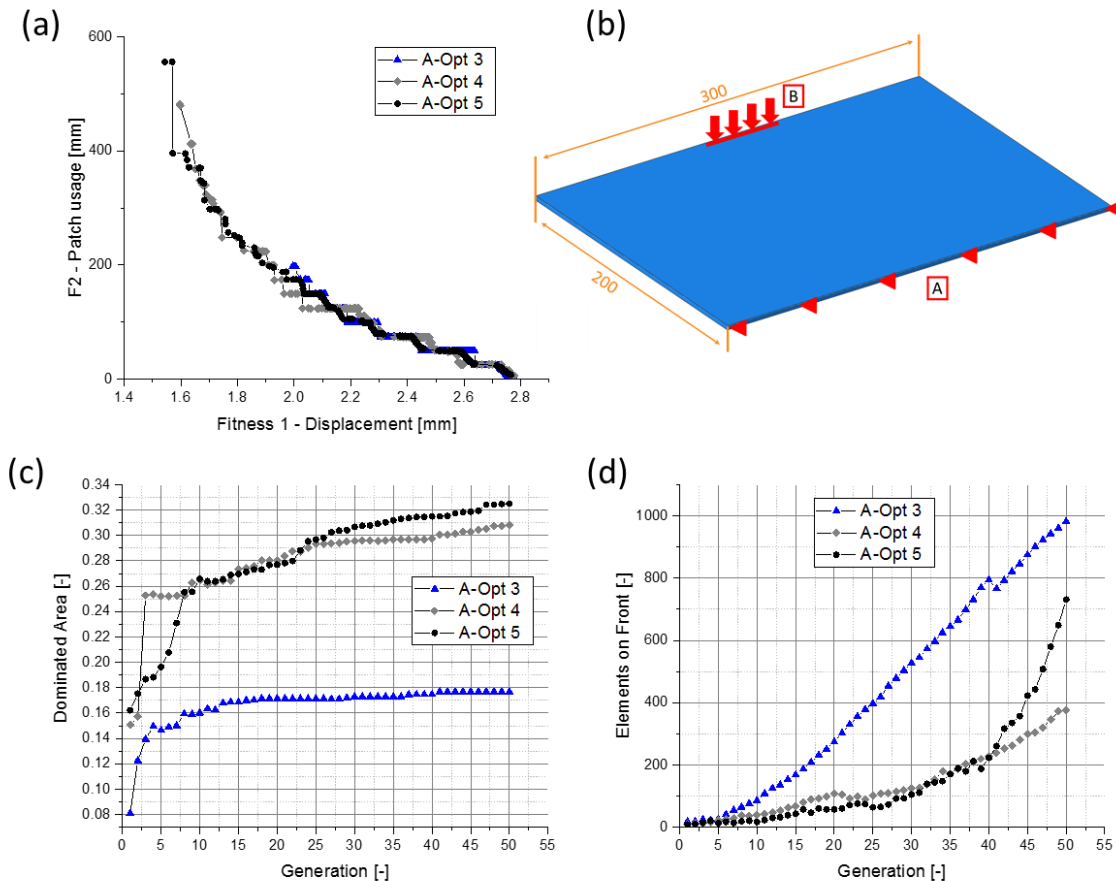 (a)
600
400
200
0
F2 - Patch usage [mm]
1.4 1.6 1.8 2.0 2.2 2.4 2.6 2.8
Fitness 1 - Displacement [mm]
A-Opt 3
A-Opt 4
A-Opt 5
(b)
300
B
200
A
(c)
0.34
0.32
0.30
0.28
0.26
0.24
0.22
0.20
0.18
0.16
0.14
0.12
0.10
0.08
Dominated Area [-]
0 5 10 15 20 25 30 35 40 45 50 55
Generation [-]
A-Opt 3
A-Opt 4
A-Opt 5
(d)
1000
800
600
400
200
0
Elements on Front [-]
0 5 10 15 20 25 30 35 40 45 50 55
Generation [-]
A-Opt 3
A-Opt 4
A-Opt 5